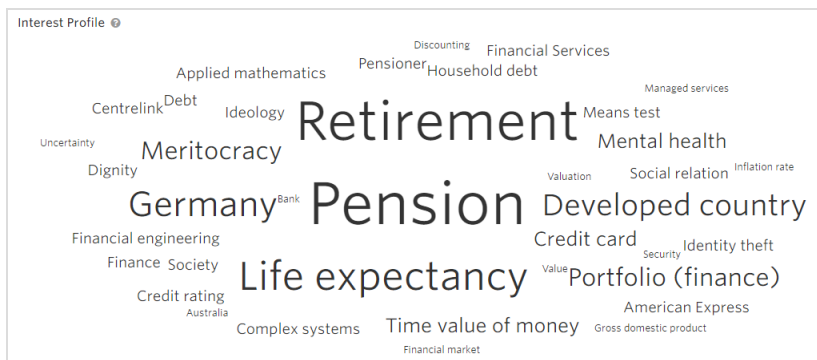 Interest Profile ?
Discounting
Financial Services
Pensioner
Household debt
Applied mathematics
Managed services
Centrelink
Debt
Ideology
Retirement
Means test
Uncertainty
Meritocracy
Mental health
Dignity
Valuation
Social relation
Inflation rate
Germany
Bank
Pension
Developed country
Financial engineering
Credit card
Security
Identity theft
Finance
Society
Life expectancy
Value
Portfolio (finance)
Credit rating
Australia
American Express
Complex systems
Time value of money
Gross domestic product
Financial market